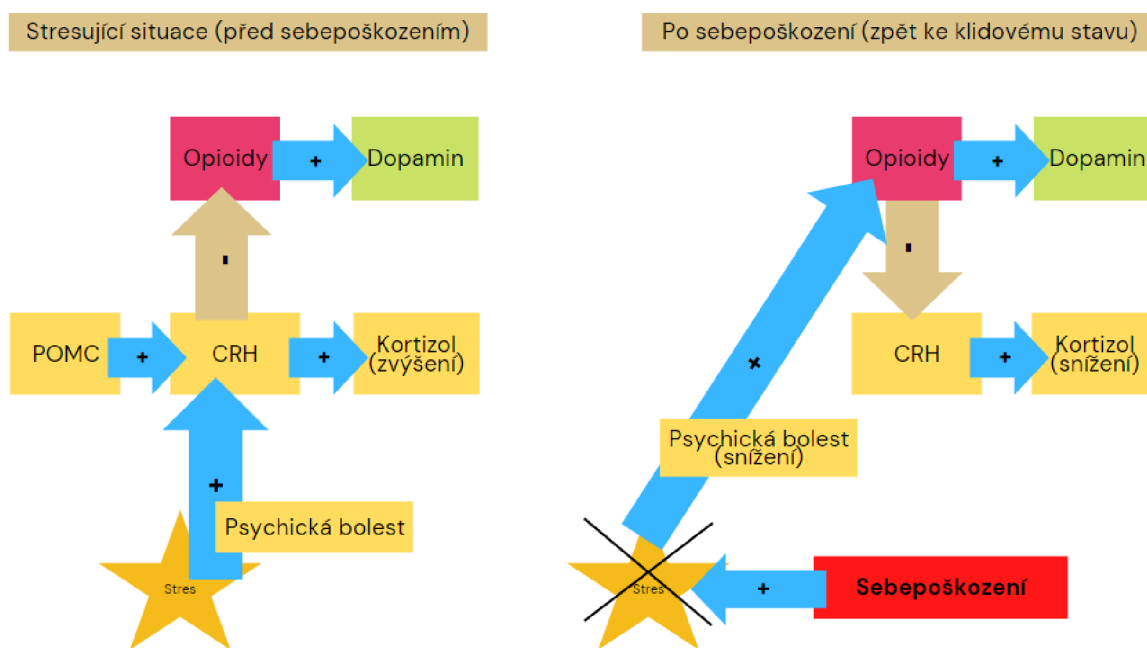 Stresující situace (před sebepoškozením)
Opioidy
+
Dopamin
-
POMC
+
CRH
+
Kortizol
(zvýšení)
+
Psychická bolest
Stres
Po sebepoškození (zpět ke klidovému stavu)
Opioidy
+
Dopamin
-
CRH
+
Kortizol
(snížení)
+
Psychická bolest
(snížení)
Stres
+
Sebepoškození